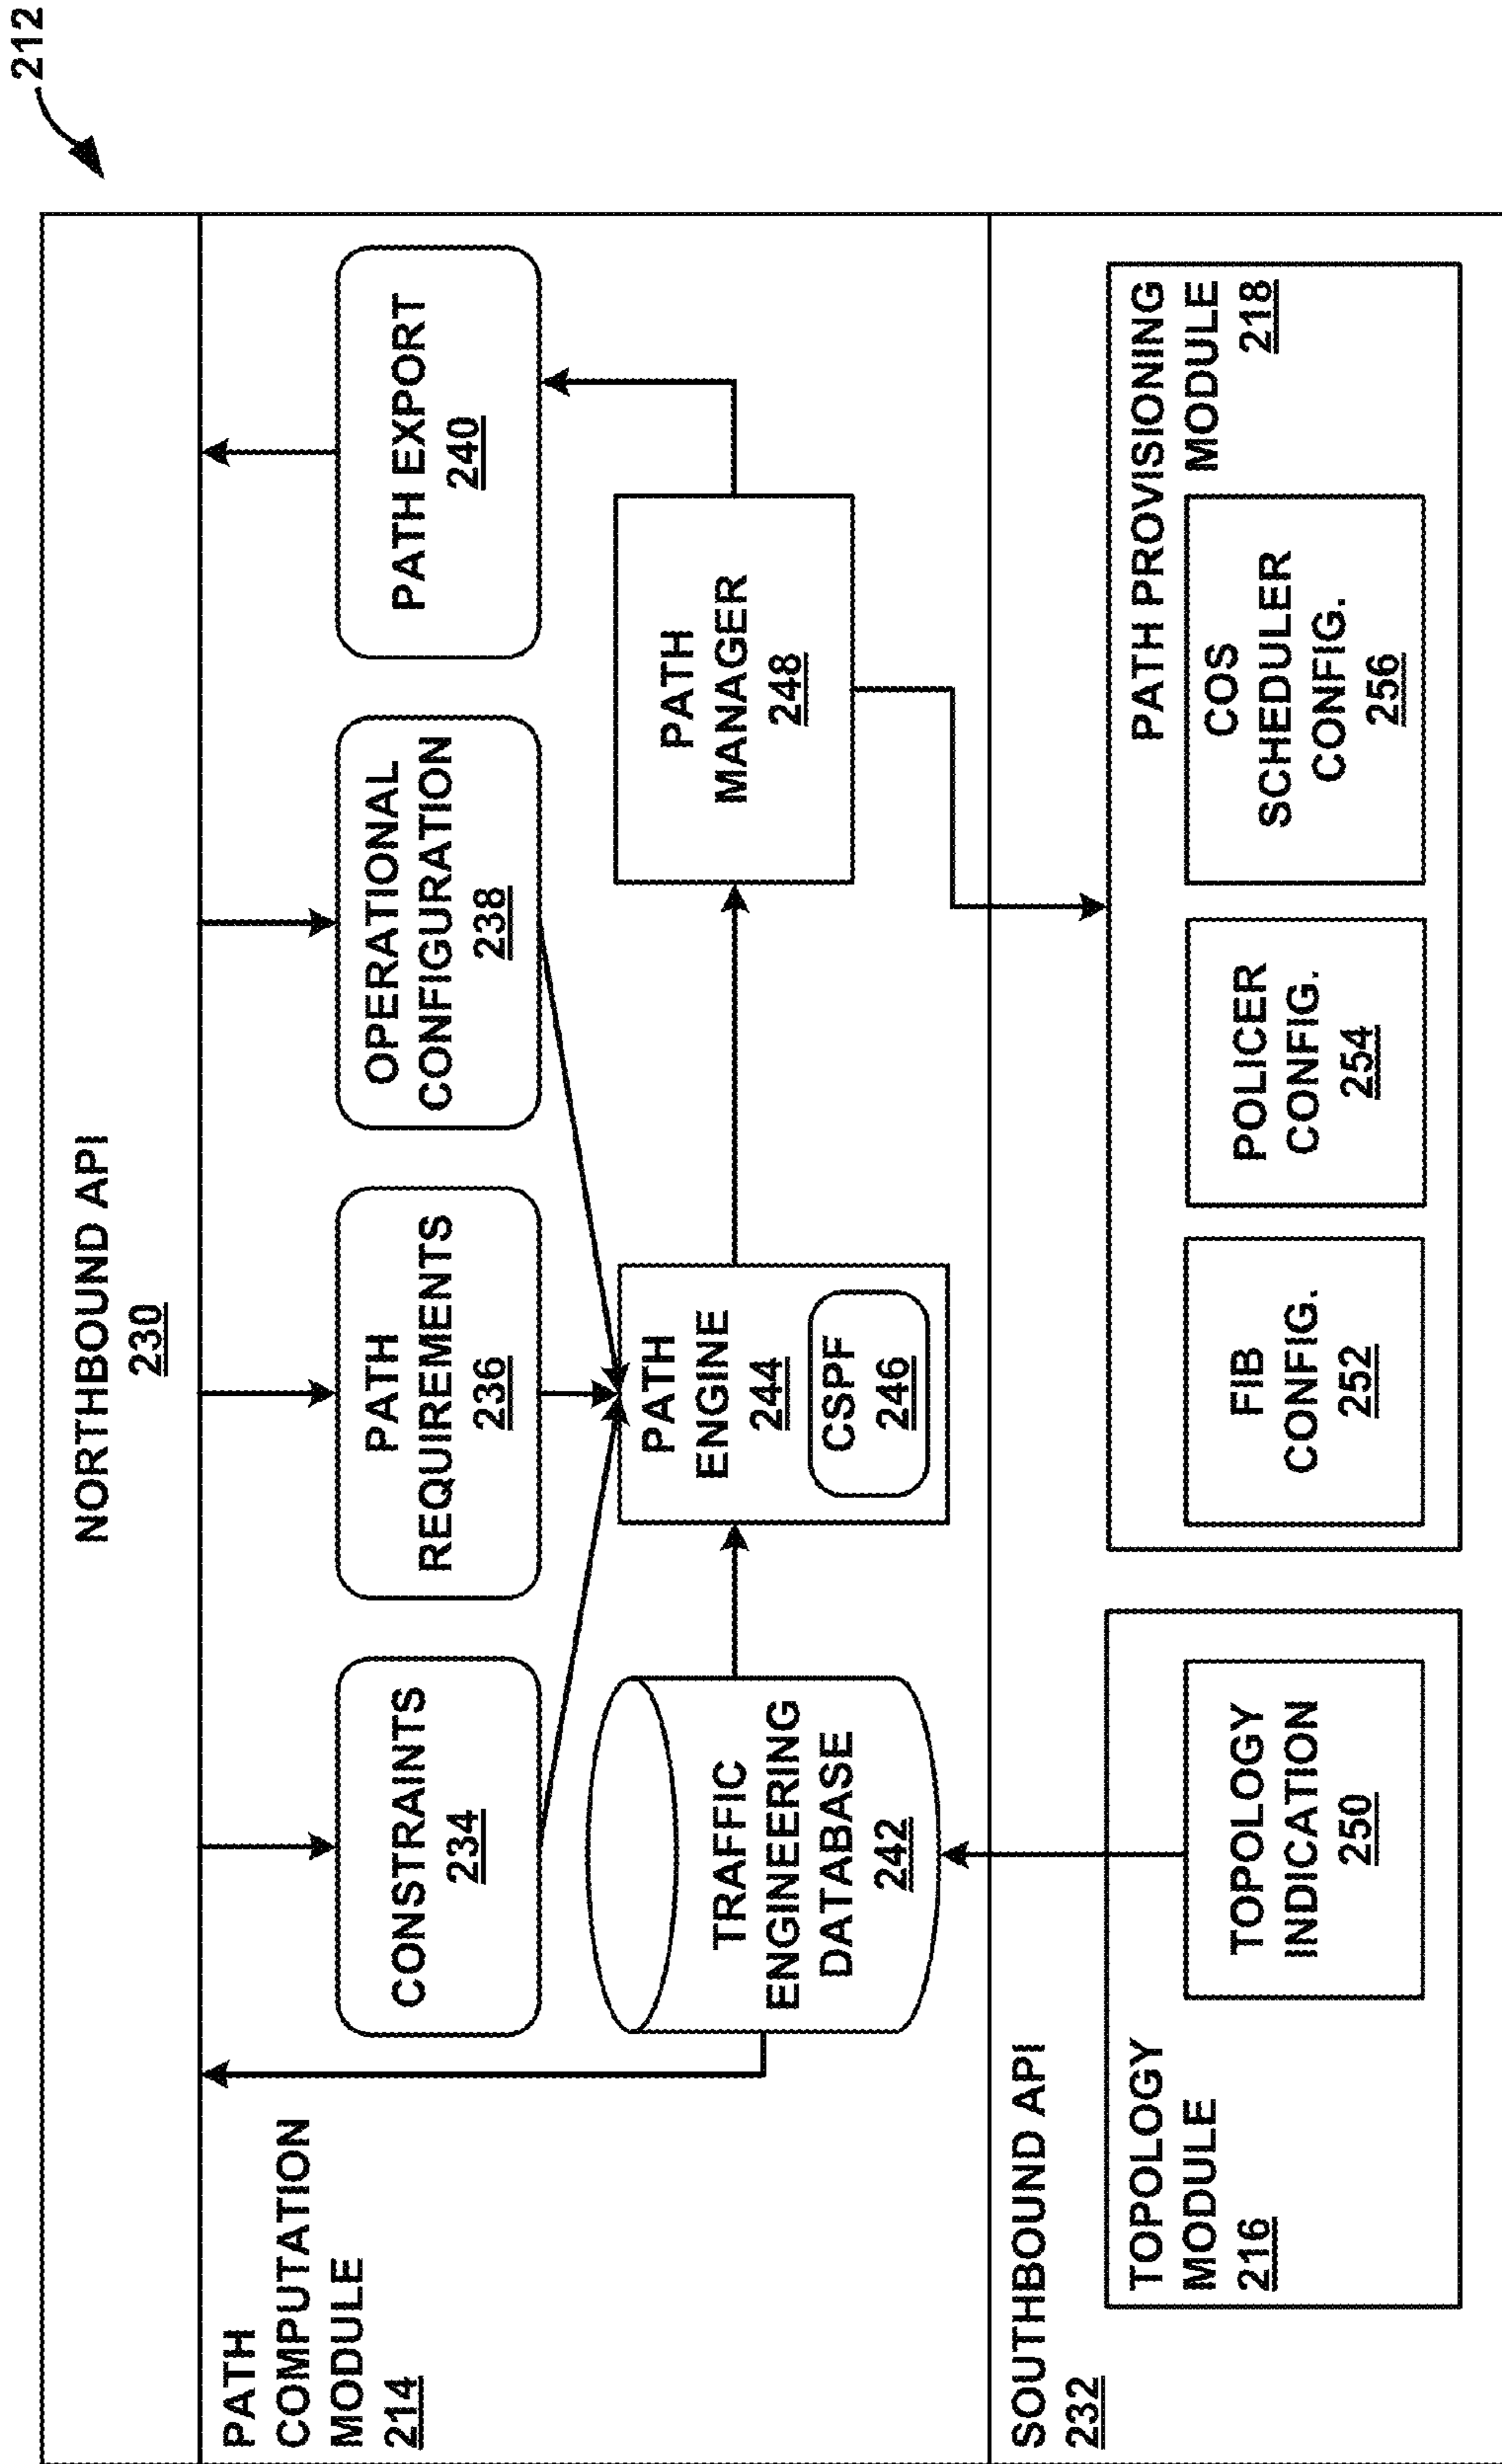 212
NORTHBOUND API
230
PATH
COMPUTATION
MODULE
214
CONSTRAINTS
234
PATH
REQUIREMENTS
236
OPERATIONAL
CONFIGURATION
238
PATH EXPORT
240
TRAFFIC
ENGINEERING
DATABASE
242
PATH
ENGINE
244
CSPF
246
PATH
MANAGER
248
SOUTHBOUND API
232
TOPOLOGY
MODULE
216
TOPOLOGY
INDICATION
250
PATH PROVISIONING
MODULE
218
FIB
CONFIG.
252
POLICER
CONFIG.
254
COS
SCHEDULER
CONFIG.
256